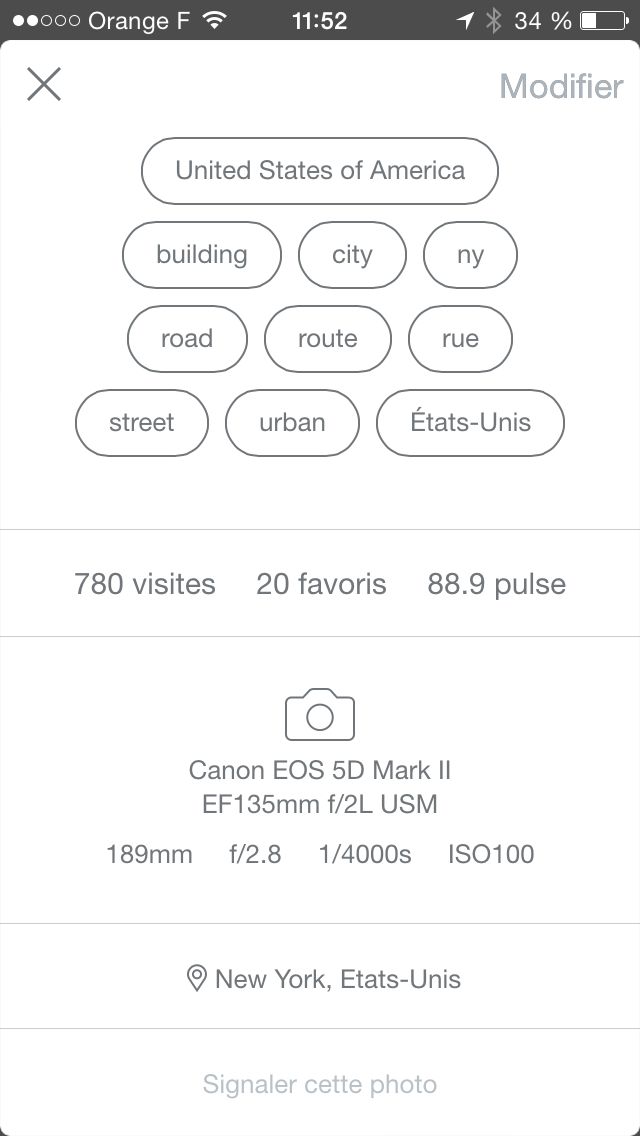 Orange F 11:52 34 %
Modifier
United States of America
building city ny
road route rue
street urban États-Unis
780 visites 20 favoris 88.9 pulse
Canon EOS 5D Mark II
EF135mm f/2L USM
189mm f/2.8 1/4000s ISO100
New York, Etats-Unis
Signaler cette photo